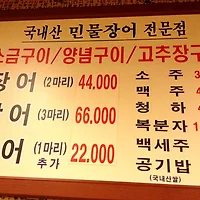 국내산 민물장어 전문점
소금구이/양념구이/고추장구
장어 (2마리) 44,000
어 (3마리) 66,000
어 (1마리) 추가 22,000
소주 3
맥주
청하
복분자
백세주
공기밥
(국내산쌀)